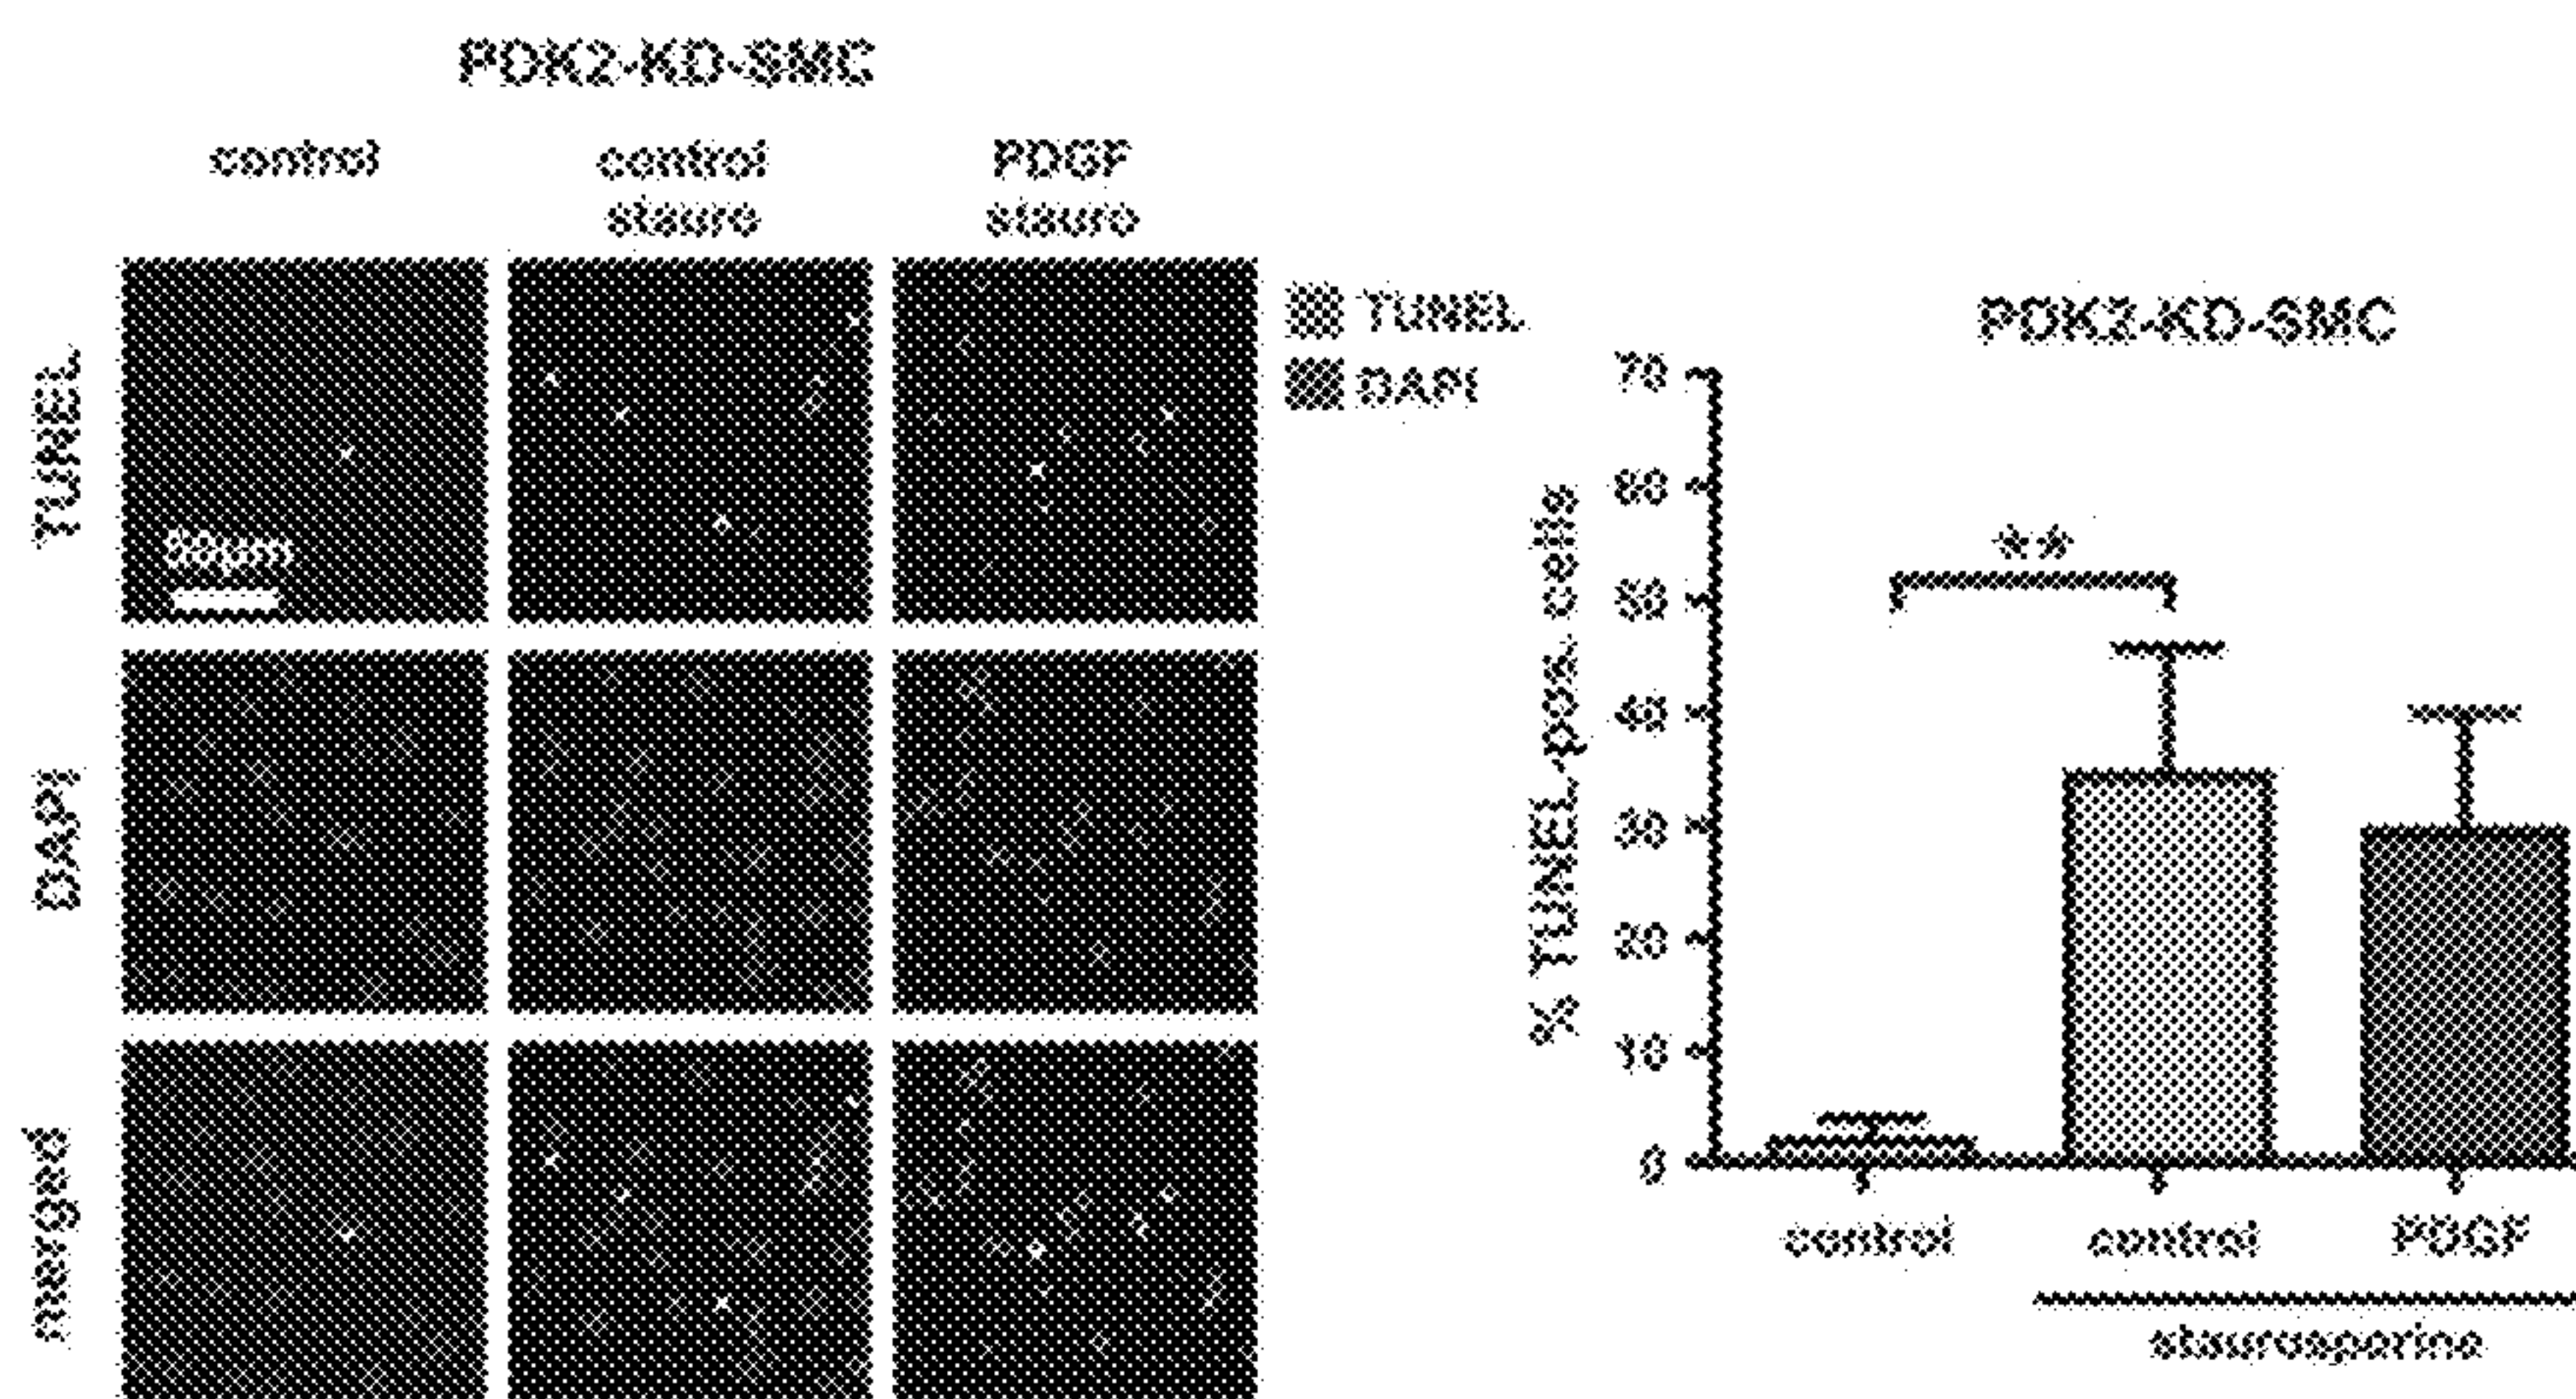 PDK2-KD-SMC
control
control
stauro
PDGF
stauro
TUNEL
DAPI
merged
TUNEL
DAPI
PDK2-KD-SMC
% TUNEL-pos. cells
70
60
50
40
30
20
10
0
**
control
control
PDGF
staurosporine